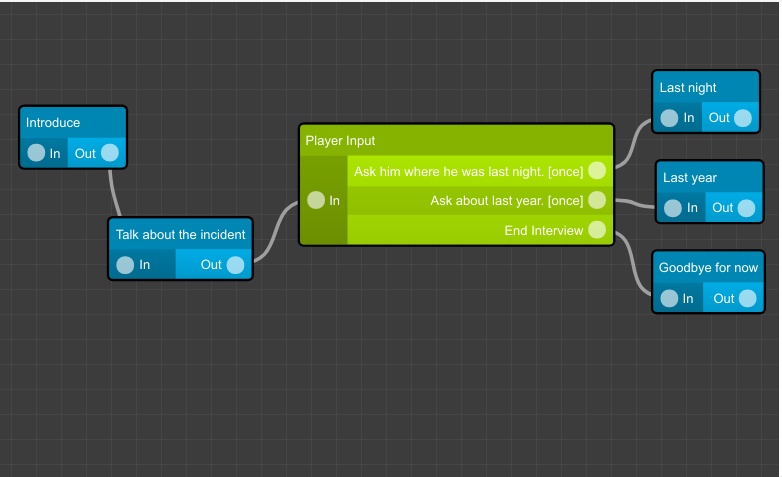 Introduce
In Out
Talk about the incident
In Out
Player Input
Ask him where he was last night. [once]
In Ask about last year. [once]
End Interview
Last night
In Out
Last year
In Out
Goodbye for now
In Out